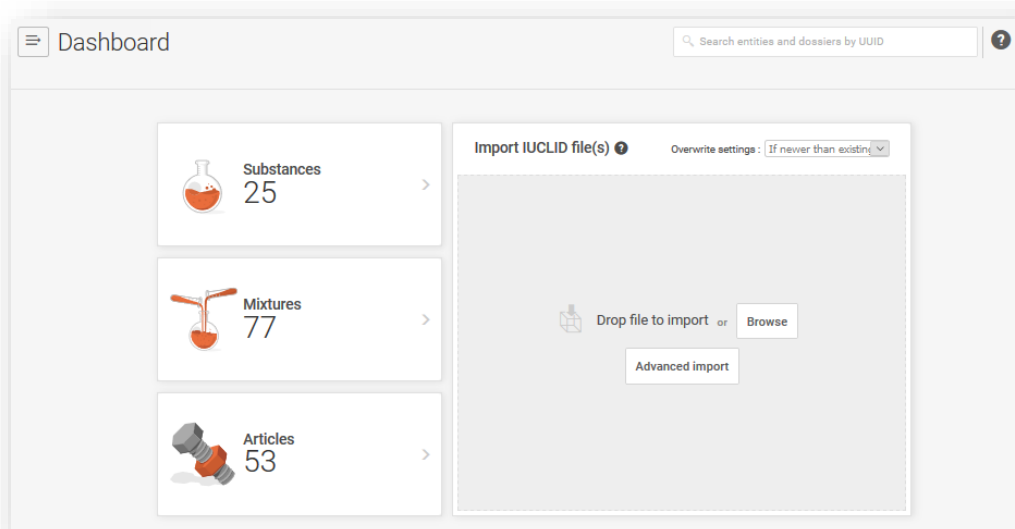 Dashboard
Search entities and dossiers by UUID
Substances
25
Mixtures
77
Articles
53
Import IUCLID file(s)
Overwrite settings : If newer than existing
Drop file to import or Browse
Advanced import